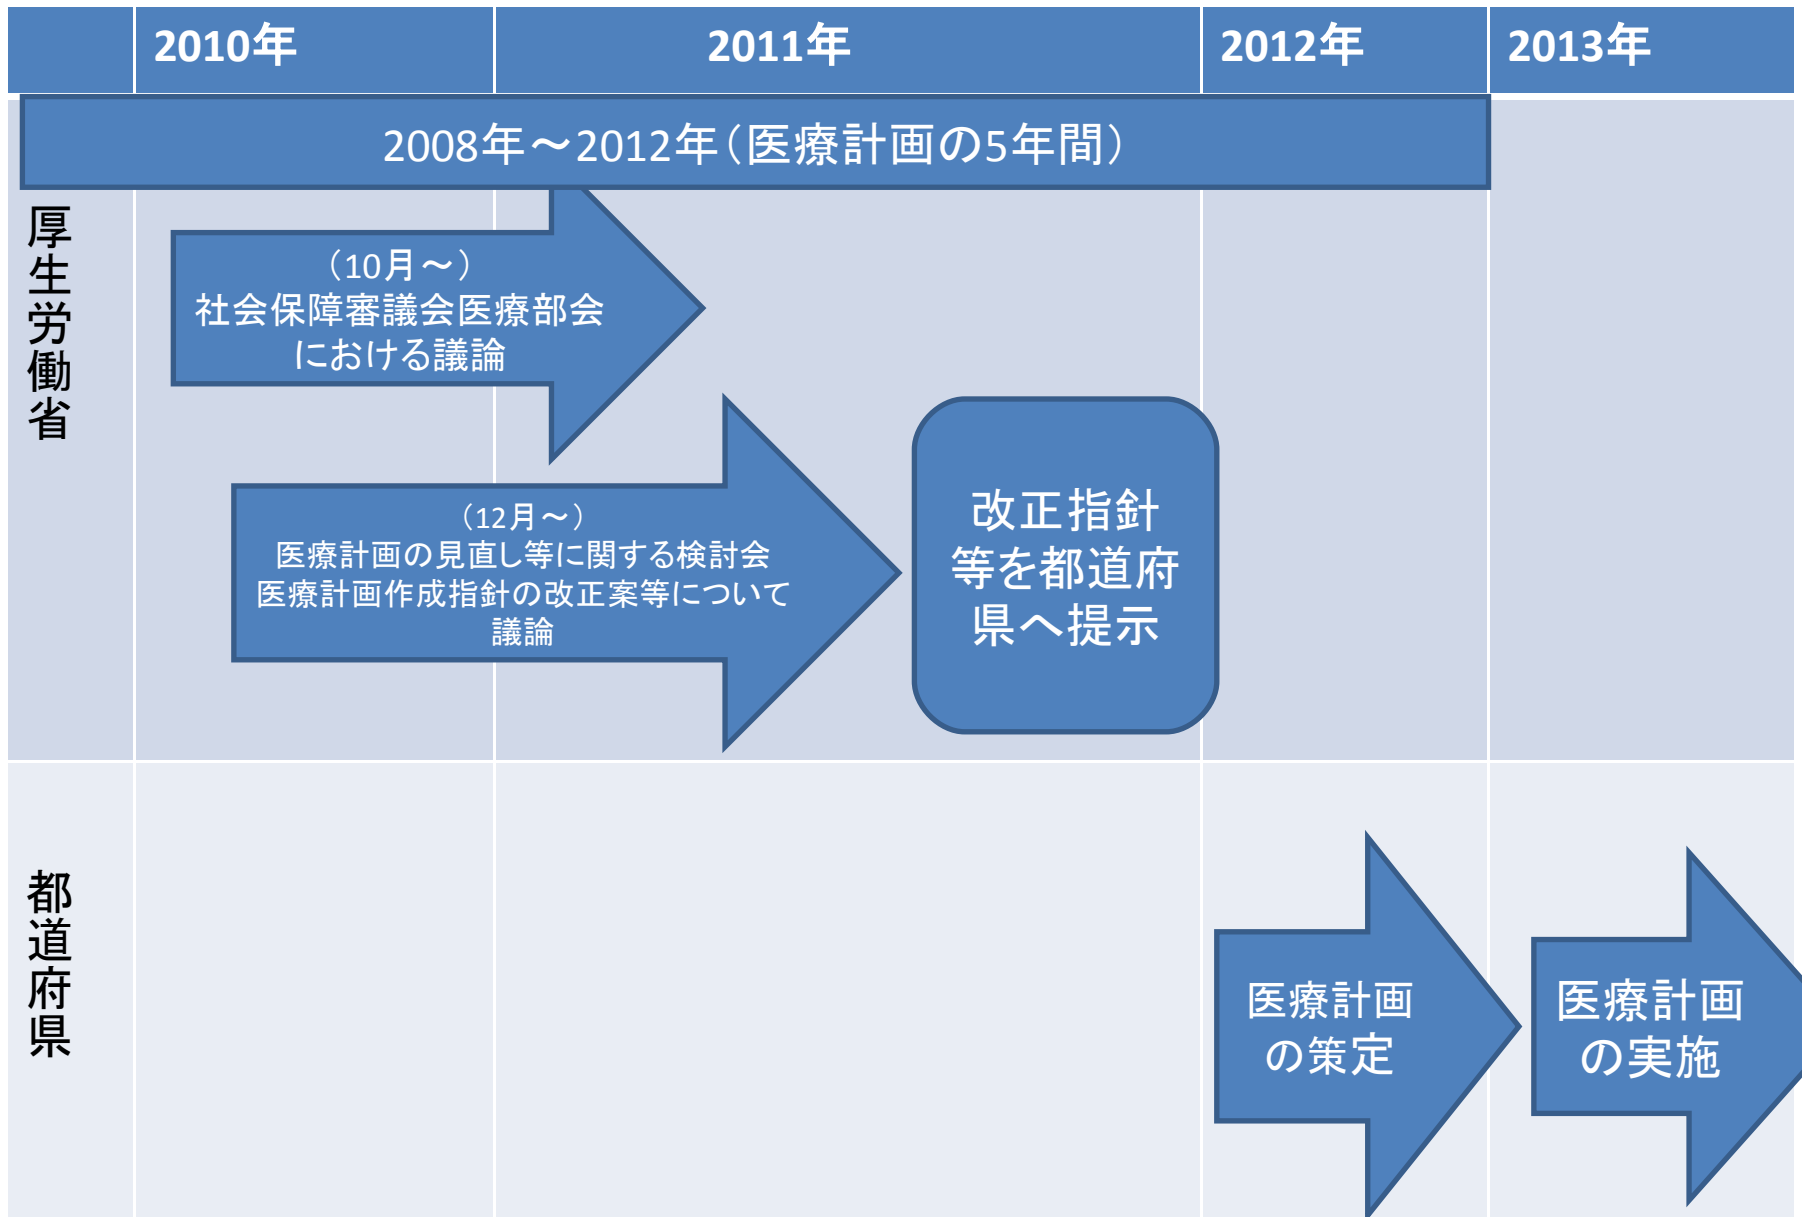 2010年
2011年
2012年
2013年
2008年～2012年（医療計画の5年間）
厚生労働省
（10月～）
社会保障審議会医療部会
における議論
（12月～）
医療計画の見直し等に関する検討会
医療計画作成指針の改正案等について
議論
改正指針
等を都道府
県へ提示
都道府県
医療計画
の策定
医療計画
の実施